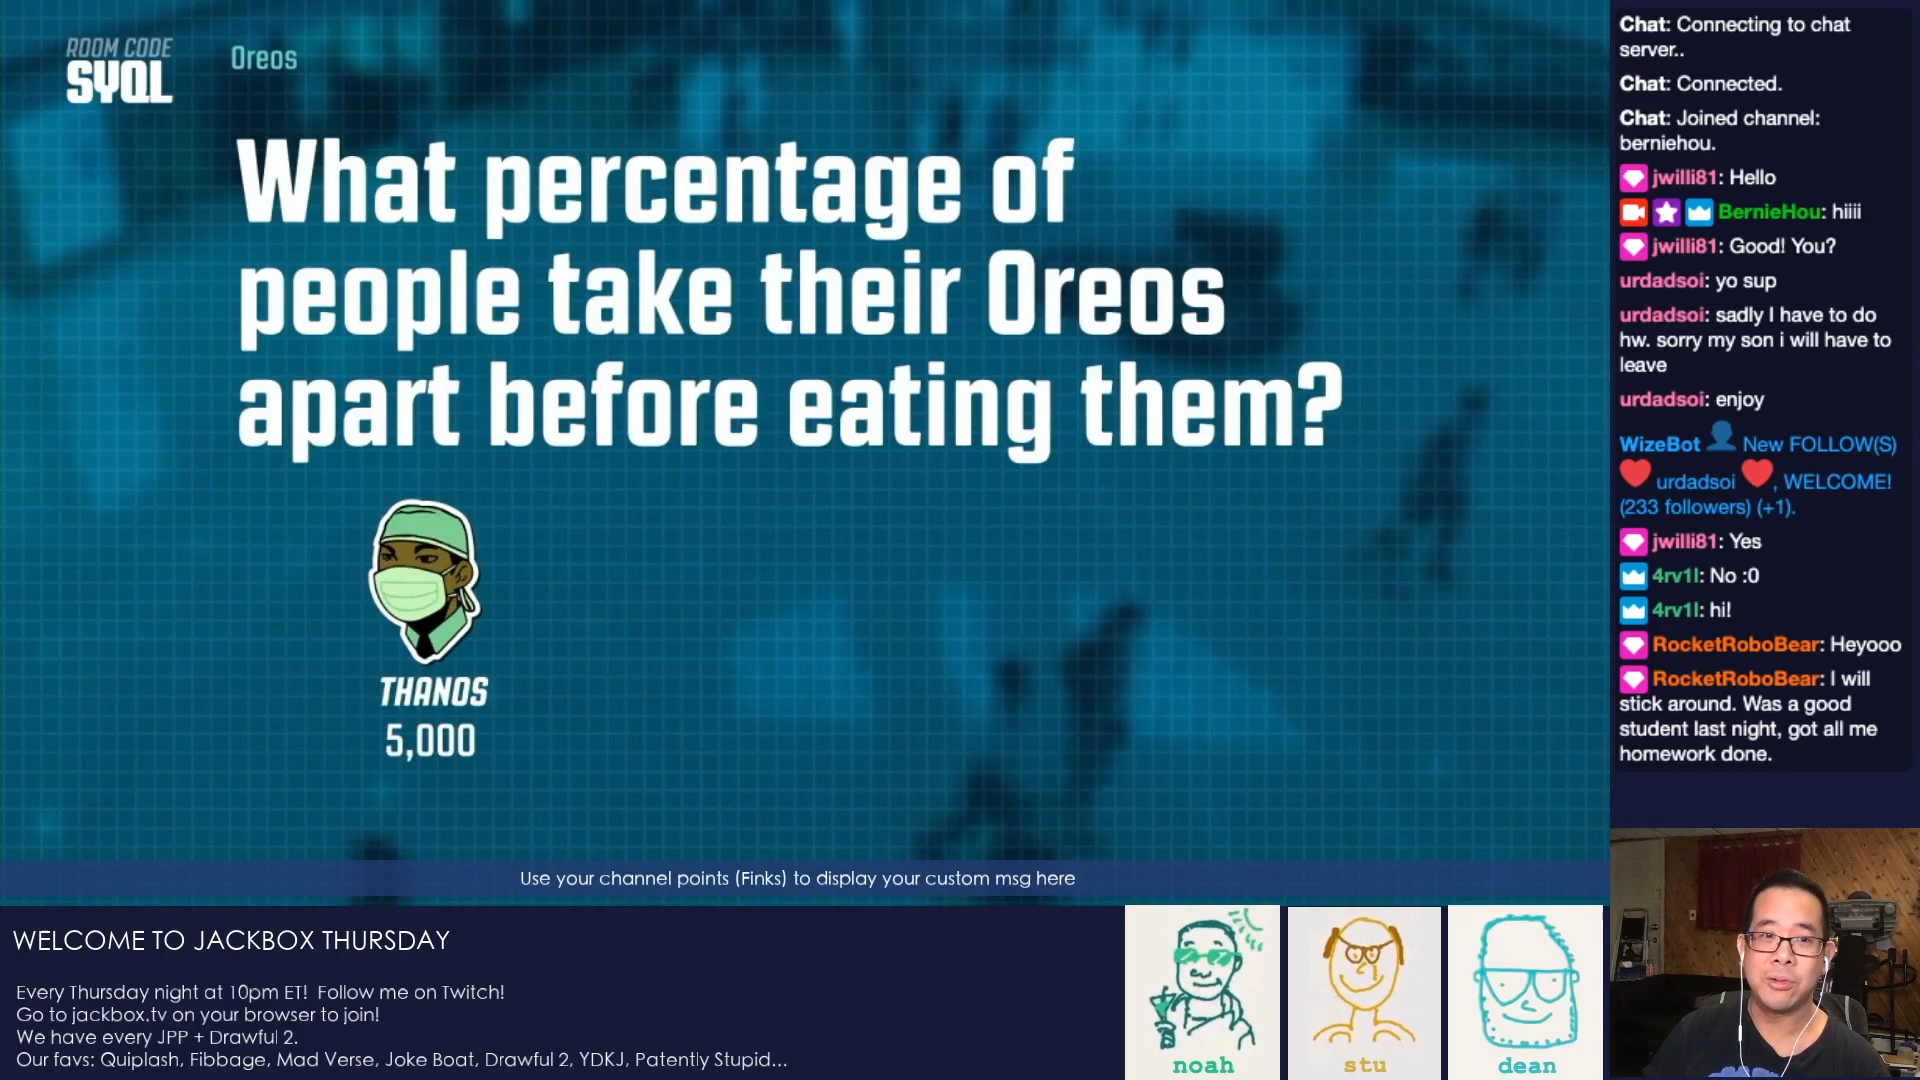 ROOM CODE
SYQL
Oreos
What percentage of
people take their Oreos
apart before eating them?
THANOS
5,000
Use your channel points (Finks) to display your custom msg here
WELCOME TO JACKBOX THURSDAY
Every Thursday night at 10pm ET! Follow me on Twitch!
Go to jackbox.tv on your browser to join!
We have every JPP + Drawful 2.
Our favs: Quiplash, Fibbage, Mad Verse, Joke Boat, Drawful 2, YDKJ, Patently Stupid...
noah
stu
dean
Chat: Connecting to chat
server..
Chat: Connected.
Chat: Joined channel:
berniehou.
jwilli81: Hello
BernieHou: hiiii
jwilli81: Good! You?
urdadsoi: yo sup
urdadsoi: sadly I have to do
hw. sorry my son i will have to
leave
urdadsoi: enjoy
WizeBot New FOLLOW(S)
urdadsoi , WELCOME!
(233 followers) (+1).
jwilli81: Yes
4rv1l: No :0
4rv1l: hi!
RocketRoboBear: Heyooo
RocketRoboBear: I will
stick around. Was a good
student last night, got all me
homework done.